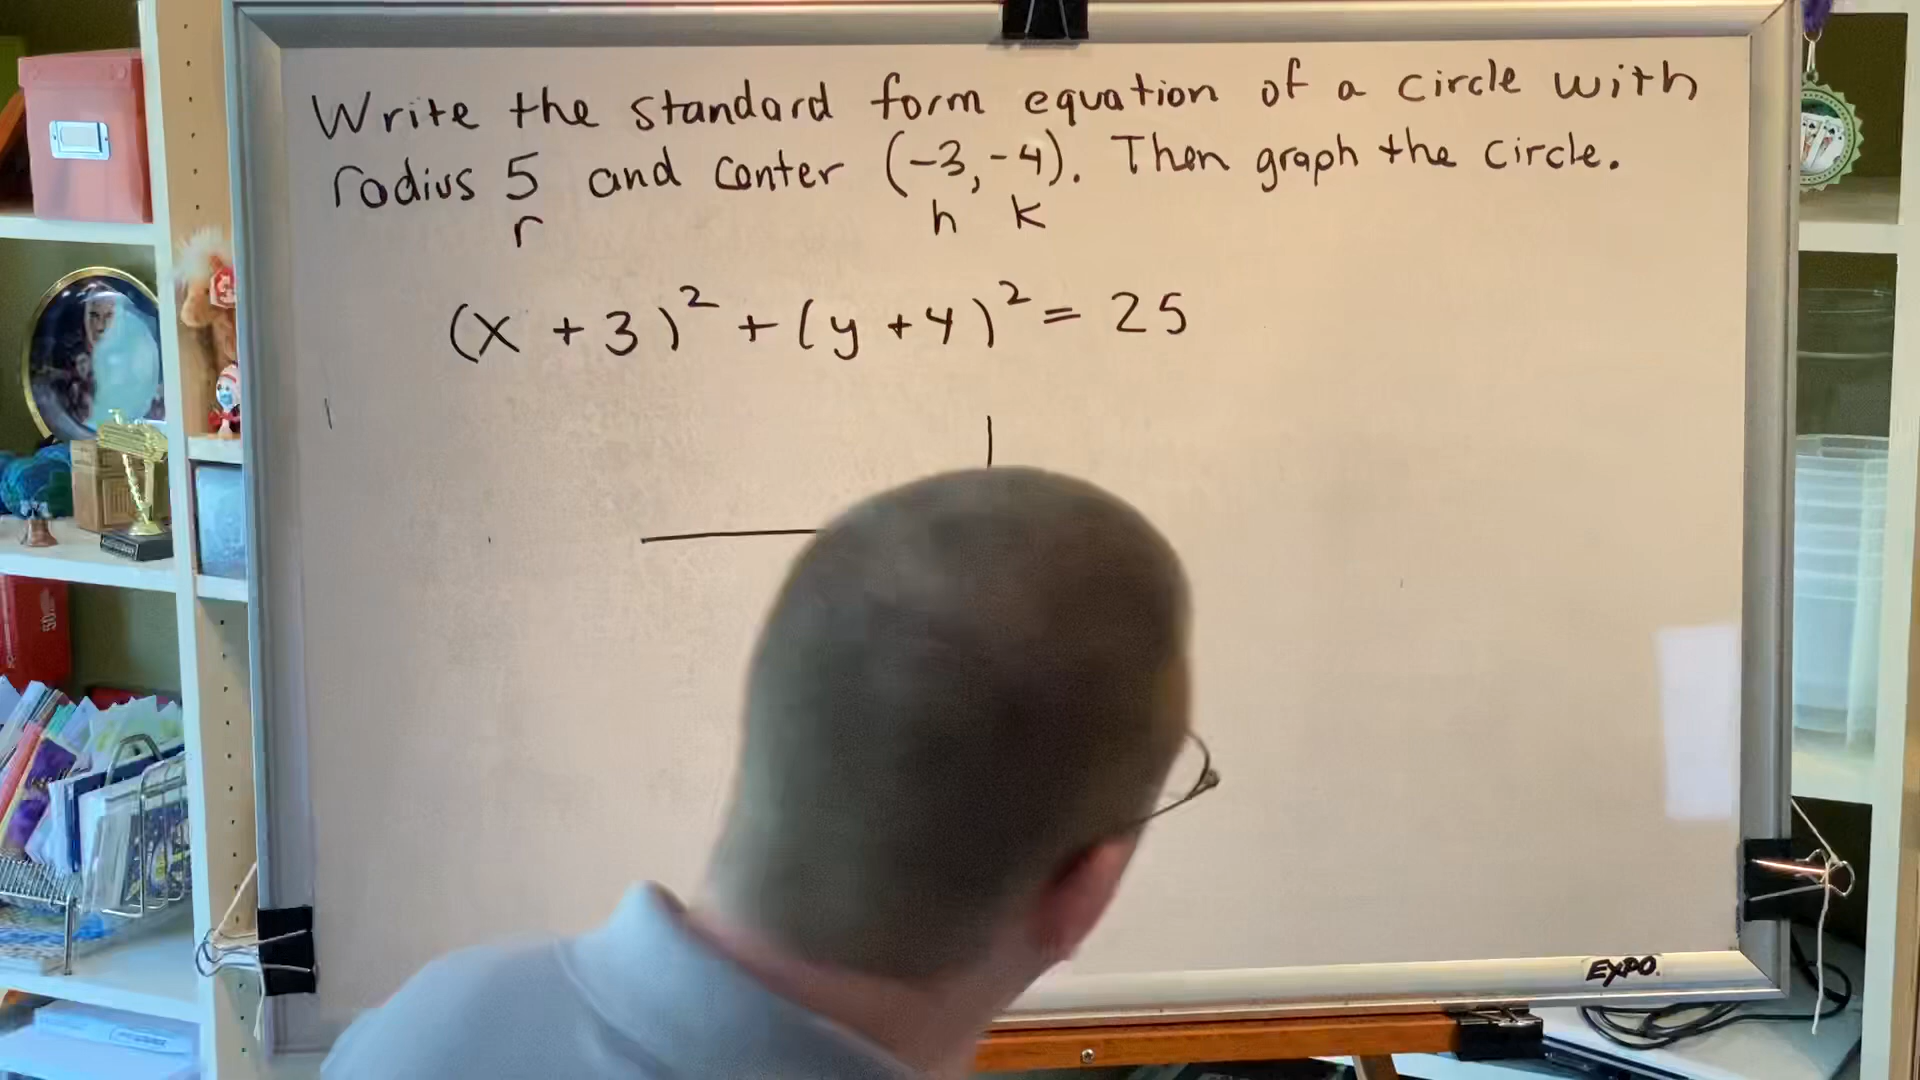 Write the standard form equation of a circle with
radius 5 and center (-3, -4). Then graph the circle.
r h k
(x + 3)² + (y + 4)² = 25
EXPO